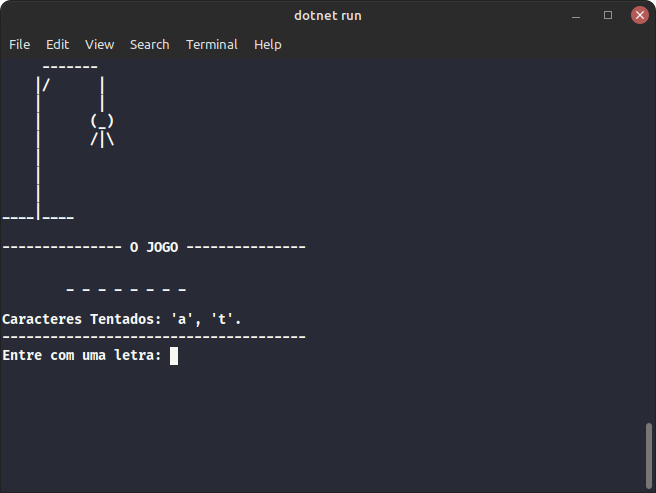 dotnet run
File Edit View Search Terminal Help
     -------
    |/      |
    |       |
    |      (_)
    |      /|\
    |
    |
    |
----|----
--------------- O JOGO ---------------
        _ _ _ _ _ _ _ _
Caracteres Tentados: 'a', 't'.
--------------------------------------
Entre com uma letra: